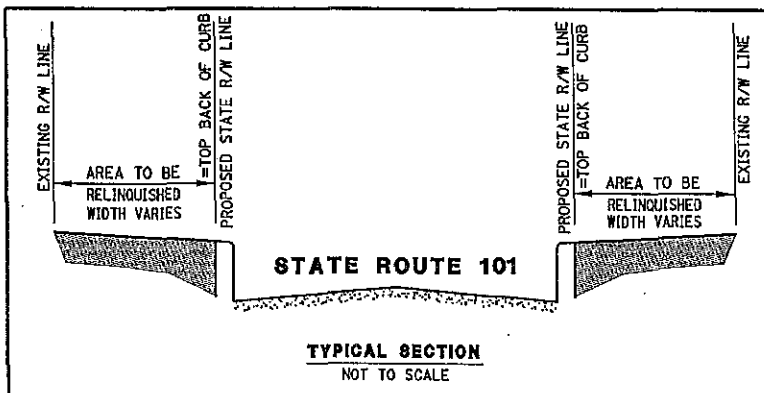 EXISTING R/W LINE
=TOP BACK OF CURB
PROPOSED STATE R/W LINE
AREA TO BE
RELINQUISHED
WIDTH VARIES
PROPOSED STATE R/W LINE
=TOP BACK OF CURB
EXISTING R/W LINE
AREA TO BE
RELINQUISHED
WIDTH VARIES
STATE ROUTE 101
TYPICAL SECTION
NOT TO SCALE